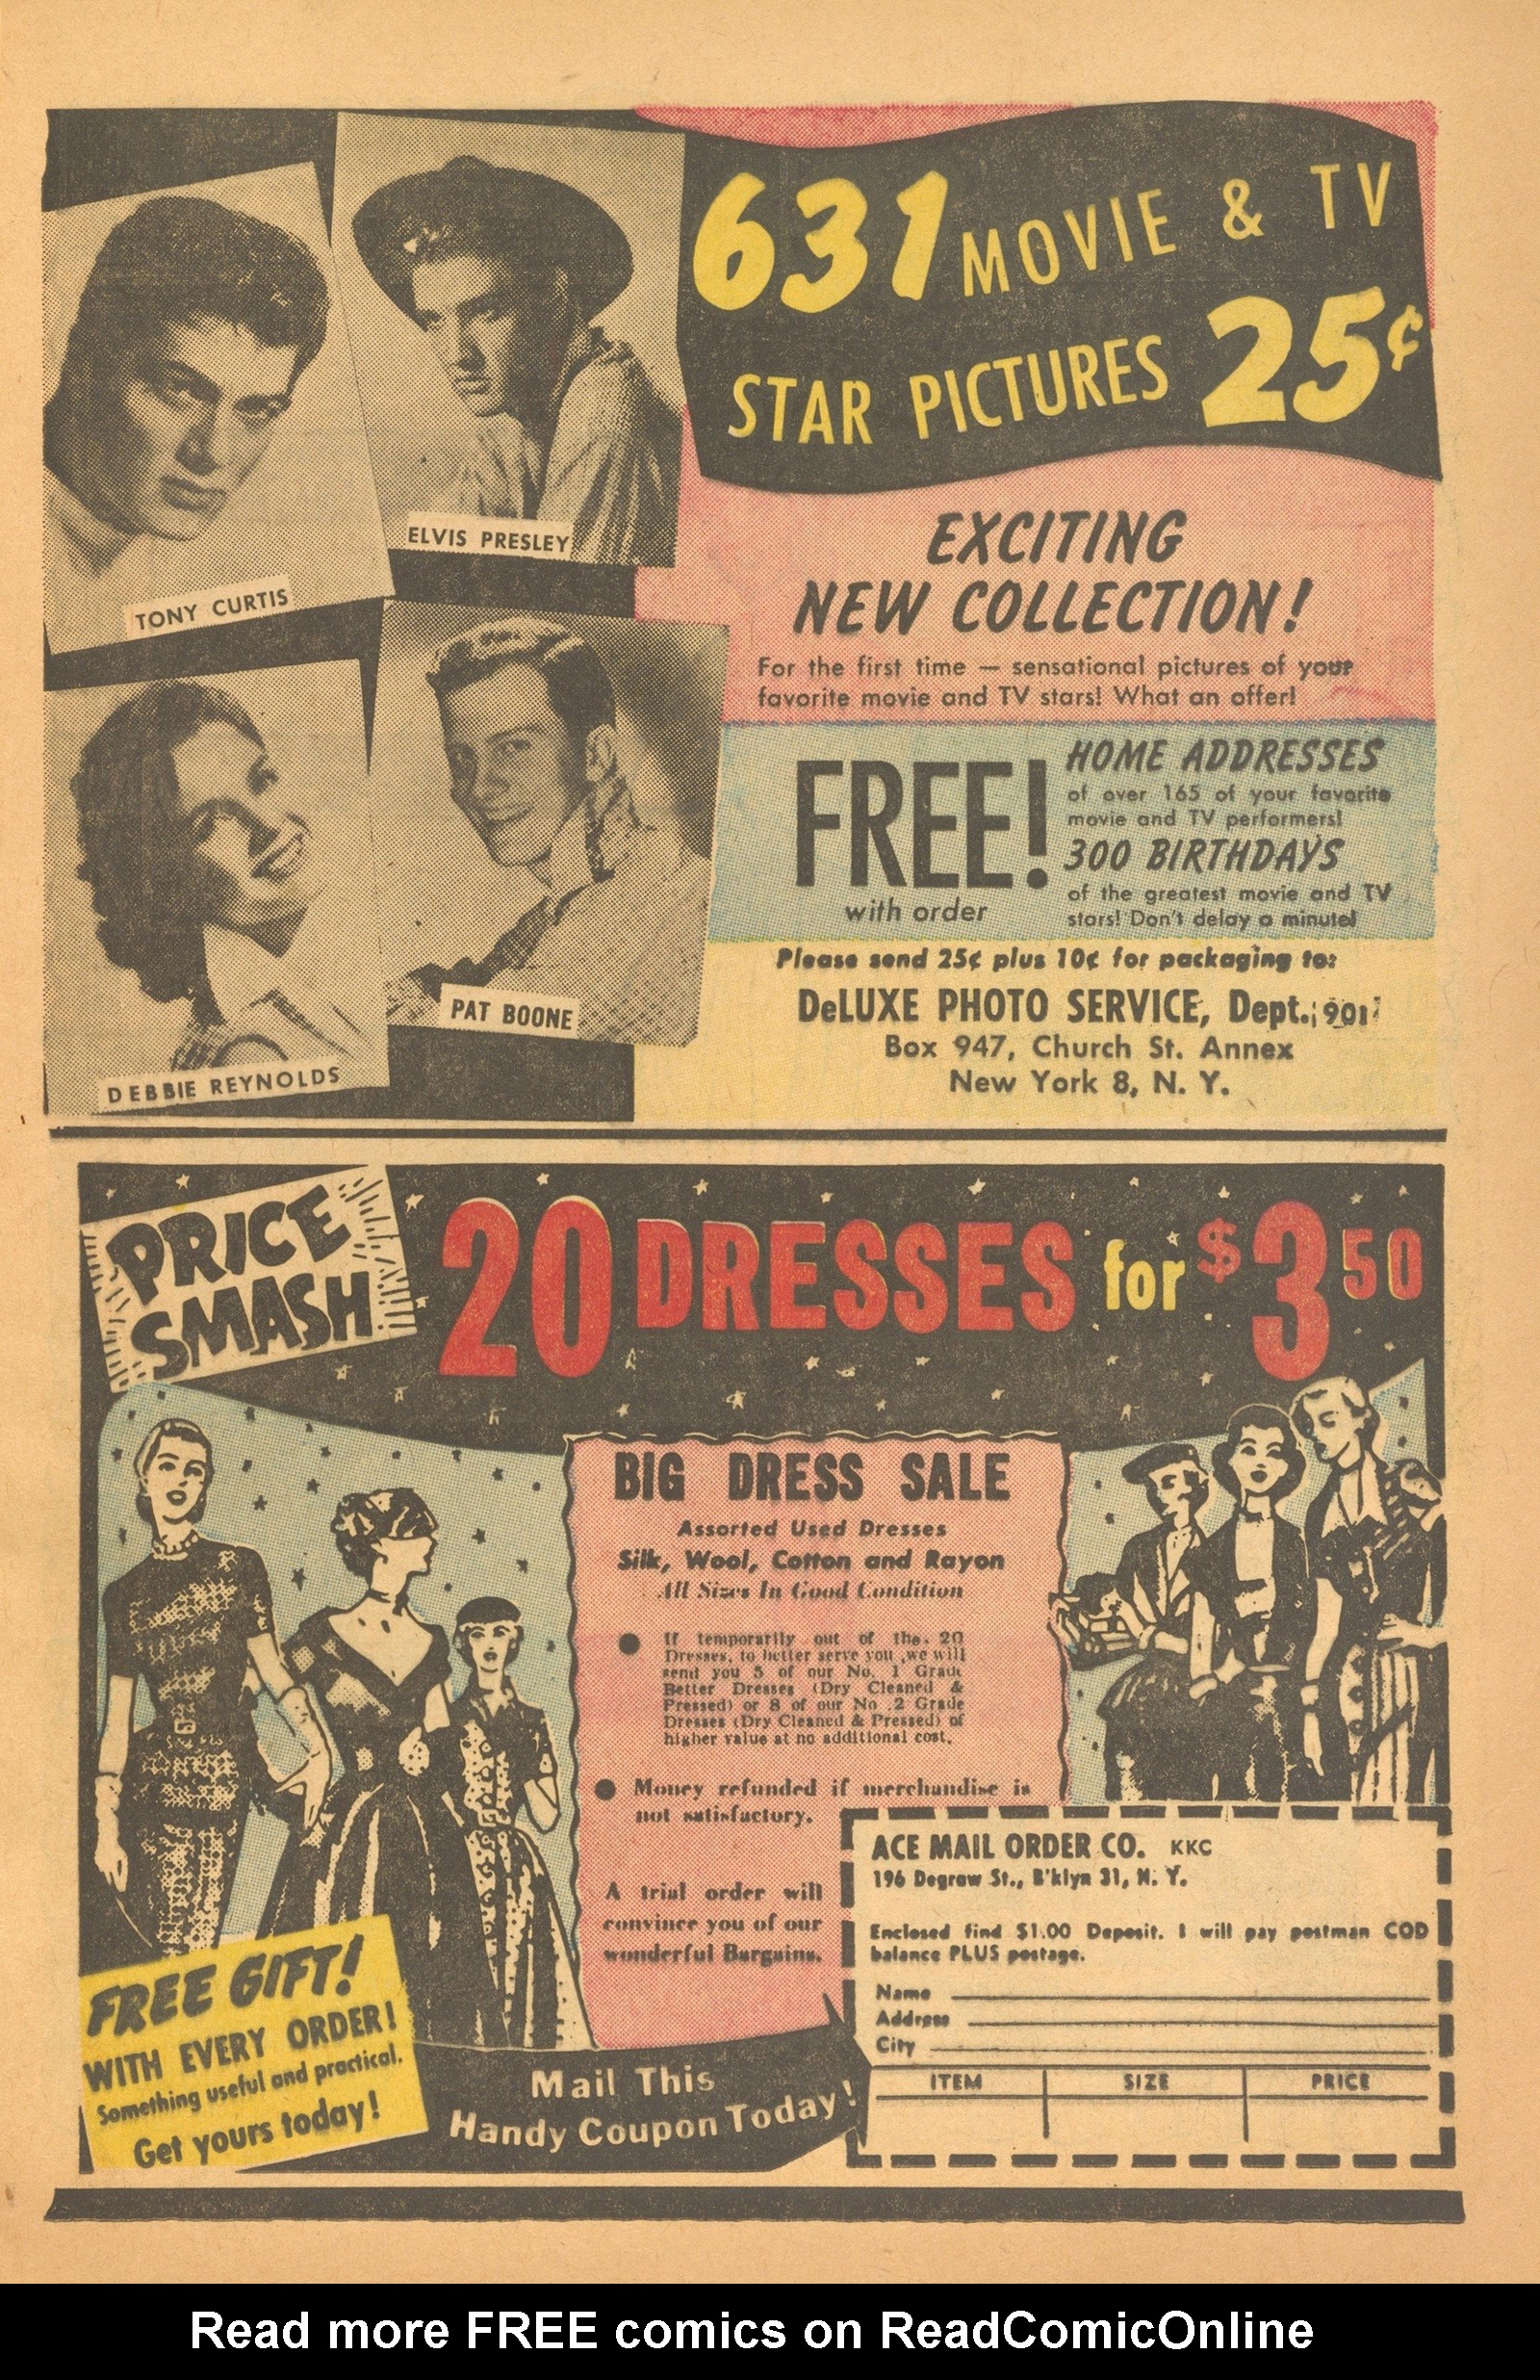 631 MOVIE & TV
STAR PICTURES 25¢
TONY CURTIS
ELVIS PRESLEY
DEBBIE REYNOLDS
PAT BOONE
EXCITING
NEW COLLECTION!
For the first time — sensational pictures of your
favorite movie and TV stars! What an offer!
FREE!
with order
HOME ADDRESSES
of over 165 of your favorite
movie and TV performers!
300 BIRTHDAYS
of the greatest movie and TV
stars! Don't delay a minute!
Please send 25¢ plus 10¢ for packaging to:
DeLUXE PHOTO SERVICE, Dept.
Box 947, Church St. Annex
New York 8, N. Y.
PRICE
SMASH
20 DRESSES for $3 50
BIG DRESS SALE
Assorted Used Dresses
Silk, Wool, Cotton and Rayon
All Sizes In Good Condition
● If temporarily out of the 20
Dresses, to better serve you ,we will
send you 5 of our No. 1 Grade
Better Dresses (Dry Cleaned &
Pressed) or 8 of our No .2 Grade
Dresses (Dry Cleaned & Pressed) of
higher value at no additional cost.
● Money refunded if merchandise is
not satisfactory.
A trial order will
convince you of our
wonderful Bargains.
FREE GIFT!
WITH EVERY ORDER!
Something useful and practical.
Get yours today!
Mail This
Handy Coupon Today!
ACE MAIL ORDER CO. KKC
196 Degraw St., B'klyn 31, N. Y.
Enclosed find $1.00 Deposit. I will pay postman COD
balance PLUS postage.
Name
Address
City
ITEM SIZE PRICE
Read more FREE comics on ReadComicOnline